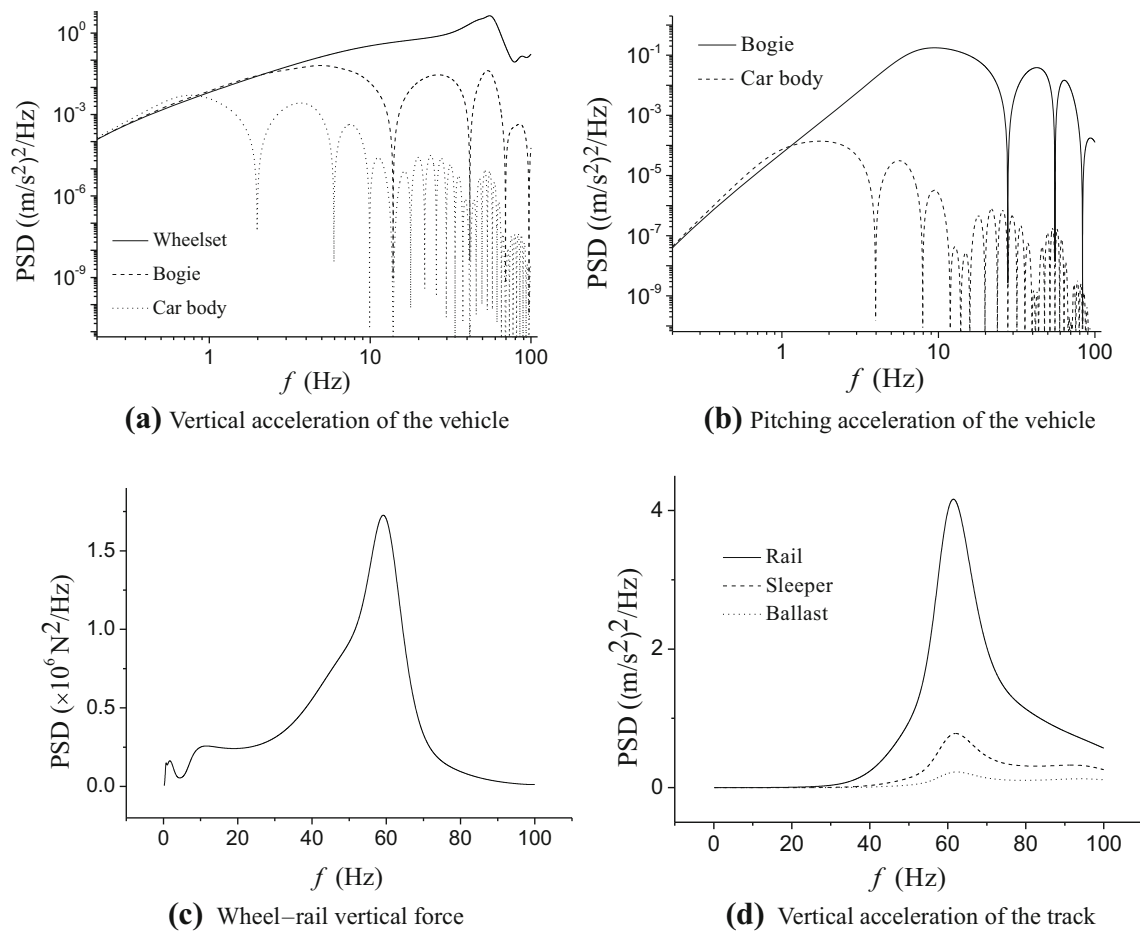 10^0
10^-3
10^-6
10^-9
PSD ((m/s^2)^2/Hz)
Wheelset
Bogie
Car body
1 10 100
f (Hz)
(a) Vertical acceleration of the vehicle
10^-1
10^-3
10^-5
10^-7
10^-9
PSD ((m/s^2)^2/Hz)
Bogie
Car body
1 10 100
f (Hz)
(b) Pitching acceleration of the vehicle
1.5
1.0
0.5
0.0
PSD (×10^6 N^2/Hz)
0 20 40 60 80 100
f (Hz)
(c) Wheel–rail vertical force
4
2
0
PSD ((m/s^2)^2/Hz)
Rail
Sleeper
Ballast
0 20 40 60 80 100
f (Hz)
(d) Vertical acceleration of the track